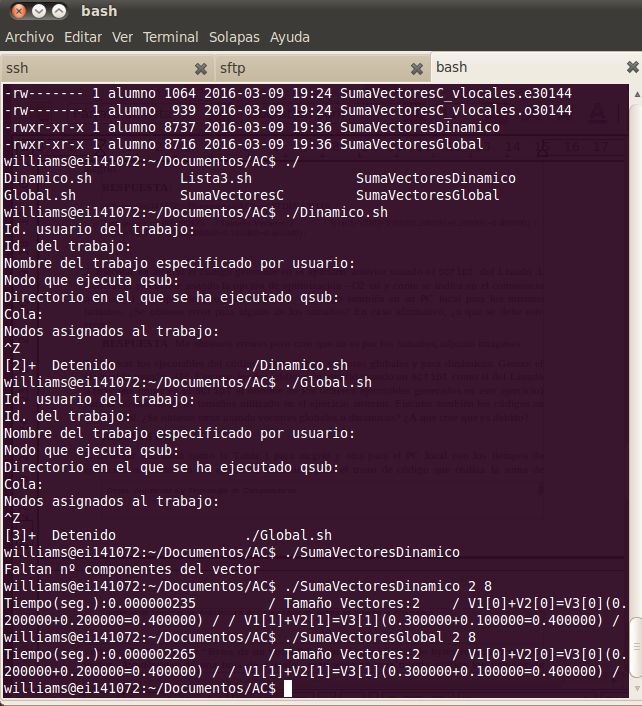 bash
Archivo Editar Ver Terminal Solapas Ayuda
ssh sftp bash
-rw------- 1 alumno 1064 2016-03-09 19:24 SumaVectoresC_vlocales.e30144
-rw------- 1 alumno  939 2016-03-09 19:24 SumaVectoresC_vlocales.o30144
-rwxr-xr-x 1 alumno 8737 2016-03-09 19:36 SumaVectoresDinamico
-rwxr-xr-x 1 alumno 8716 2016-03-09 19:36 SumaVectoresGlobal
williams@ei141072:~/Documentos/AC$ ./
Dinamico.sh Lista3.sh SumaVectoresDinamico
Global.sh SumaVectoresC SumaVectoresGlobal
williams@ei141072:~/Documentos/AC$ ./Dinamico.sh
Id. usuario del trabajo:
Id. del trabajo:
Nombre del trabajo especificado por usuario:
Nodo que ejecuta qsub:
Directorio en el que se ha ejecutado qsub:
Cola:
Nodos asignados al trabajo:
^Z
[2]+  Detenido ./Dinamico.sh
williams@ei141072:~/Documentos/AC$ ./Global.sh
Id. usuario del trabajo:
Id. del trabajo:
Nombre del trabajo especificado por usuario:
Nodo que ejecuta qsub:
Directorio en el que se ha ejecutado qsub:
Cola:
Nodos asignados al trabajo:
^Z
[3]+  Detenido ./Global.sh
williams@ei141072:~/Documentos/AC$ ./SumaVectoresDinamico
Faltan nº componentes del vector
williams@ei141072:~/Documentos/AC$ ./SumaVectoresDinamico 2 8
Tiempo(seg.):0.000000235 / Tamaño Vectores:2 / V1[0]+V2[0]=V3[0](0.
200000+0.200000=0.400000) / / V1[1]+V2[1]=V3[1](0.300000+0.100000=0.400000) /
williams@ei141072:~/Documentos/AC$ ./SumaVectoresGlobal 2 8
Tiempo(seg.):0.000002265 / Tamaño Vectores:2 / V1[0]+V2[0]=V3[0](0.
200000+0.200000=0.400000) / / V1[1]+V2[1]=V3[1](0.300000+0.100000=0.400000) /
williams@ei141072:~/Documentos/AC$